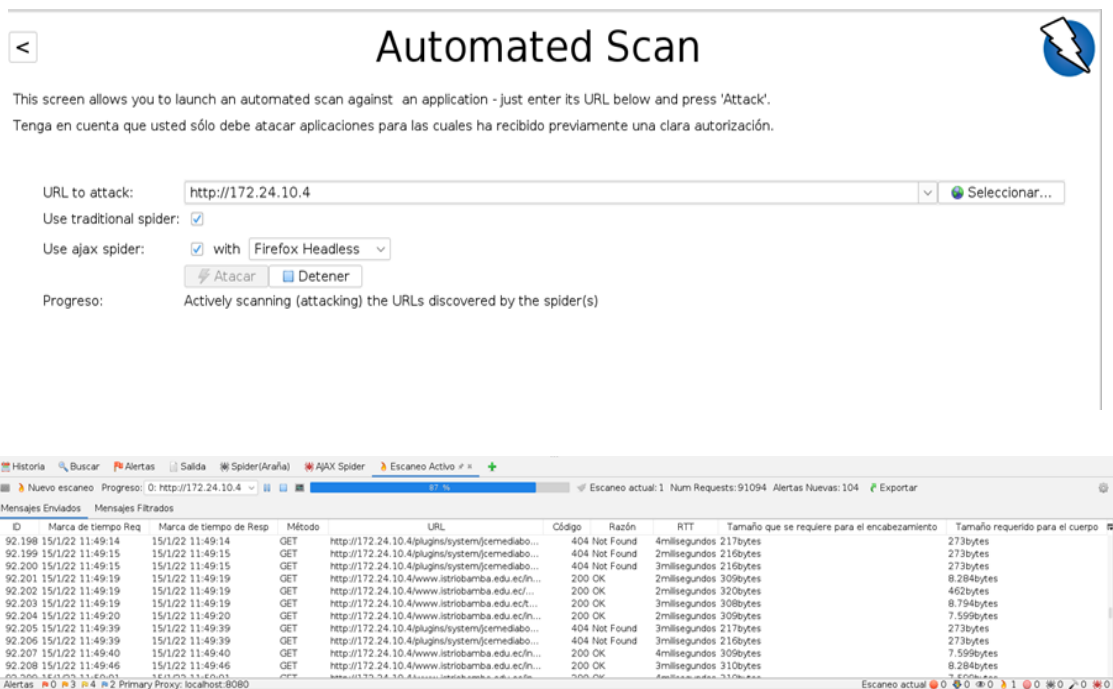 <
Automated Scan
This screen allows you to launch an automated scan against an application - just enter its URL below and press 'Attack'.
Tenga en cuenta que usted sólo debe atacar aplicaciones para las cuales ha recibido previamente una clara autorización.
URL to attack: http://172.24.10.4 Seleccionar...
Use traditional spider:
Use ajax spider: with Firefox Headless
Atacar Detener
Progreso: Actively scanning (attacking) the URLs discovered by the spider(s)
Historia Buscar Alertas Salida Spider(Araña) AJAX Spider Escaneo Activo
Nuevo escaneo Progreso: 0: http://172.24.10.4 87 % Escaneo actual: 1 Num Requests: 91094 Alertas Nuevas: 104 Exportar
Mensajes Enviados Mensajes Filtrados
ID Marca de tiempo Req Marca de tiempo de Resp Método URL Código Razón RTT Tamaño que se requiere para el encabezamiento Tamaño requerido para el cuerpo
92.198 15/1/22 11:49:14 15/1/22 11:49:14 GET http://172.24.10.4/plugins/system/jcemediabo... 404 Not Found 4milisegundos 217bytes 273bytes
92.199 15/1/22 11:49:15 15/1/22 11:49:15 GET http://172.24.10.4/plugins/system/jcemediabo... 404 Not Found 2milisegundos 216bytes 273bytes
92.200 15/1/22 11:49:15 15/1/22 11:49:15 GET http://172.24.10.4/plugins/system/jcemediabo... 404 Not Found 3milisegundos 216bytes 273bytes
92.201 15/1/22 11:49:19 15/1/22 11:49:19 GET http://172.24.10.4/www.istriobamba.edu.ec/in... 200 OK 2milisegundos 309bytes 8.284bytes
92.202 15/1/22 11:49:19 15/1/22 11:49:19 GET http://172.24.10.4/www.istriobamba.edu.ec/... 200 OK 2milisegundos 320bytes 462bytes
92.203 15/1/22 11:49:19 15/1/22 11:49:19 GET http://172.24.10.4/www.istriobamba.edu.ec/t... 200 OK 3milisegundos 308bytes 8.794bytes
92.204 15/1/22 11:49:20 15/1/22 11:49:20 GET http://172.24.10.4/www.istriobamba.edu.ec/in... 200 OK 2milisegundos 309bytes 7.599bytes
92.205 15/1/22 11:49:39 15/1/22 11:49:39 GET http://172.24.10.4/plugins/system/jcemediabo... 404 Not Found 3milisegundos 217bytes 273bytes
92.206 15/1/22 11:49:39 15/1/22 11:49:39 GET http://172.24.10.4/plugins/system/jcemediabo... 404 Not Found 3milisegundos 216bytes 273bytes
92.207 15/1/22 11:49:40 15/1/22 11:49:40 GET http://172.24.10.4/www.istriobamba.edu.ec/in... 200 OK 4milisegundos 309bytes 7.599bytes
92.208 15/1/22 11:49:46 15/1/22 11:49:46 GET http://172.24.10.4/www.istriobamba.edu.ec/in... 200 OK 3milisegundos 310bytes 8.284bytes
Alertas 0 3 4 2 Primary Proxy: localhost:8080 Escaneo actual 0 0 0 1 0 0 0 0